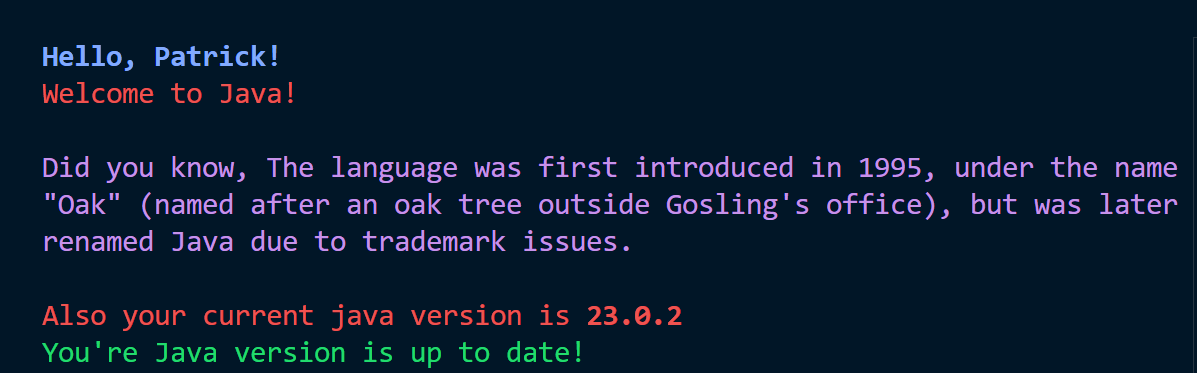 Hello, Patrick!
Welcome to Java!
Did you know, The language was first introduced in 1995, under the name
"Oak" (named after an oak tree outside Gosling's office), but was later
renamed Java due to trademark issues.
Also your current java version is 23.0.2
You're Java version is up to date!